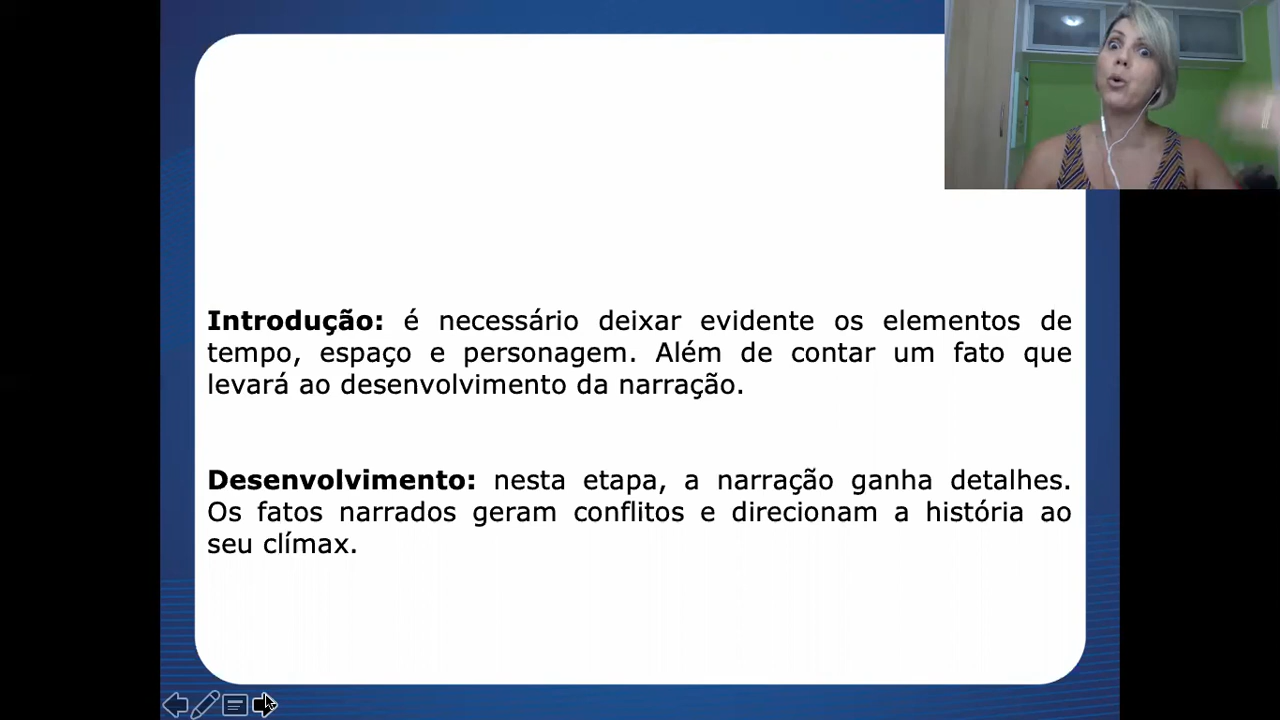 Introdução: é necessário deixar evidente os elementos de
tempo, espaço e personagem. Além de contar um fato que
levará ao desenvolvimento da narração.
Desenvolvimento: nesta etapa, a narração ganha detalhes.
Os fatos narrados geram conflitos e direcionam a história ao
seu clímax.